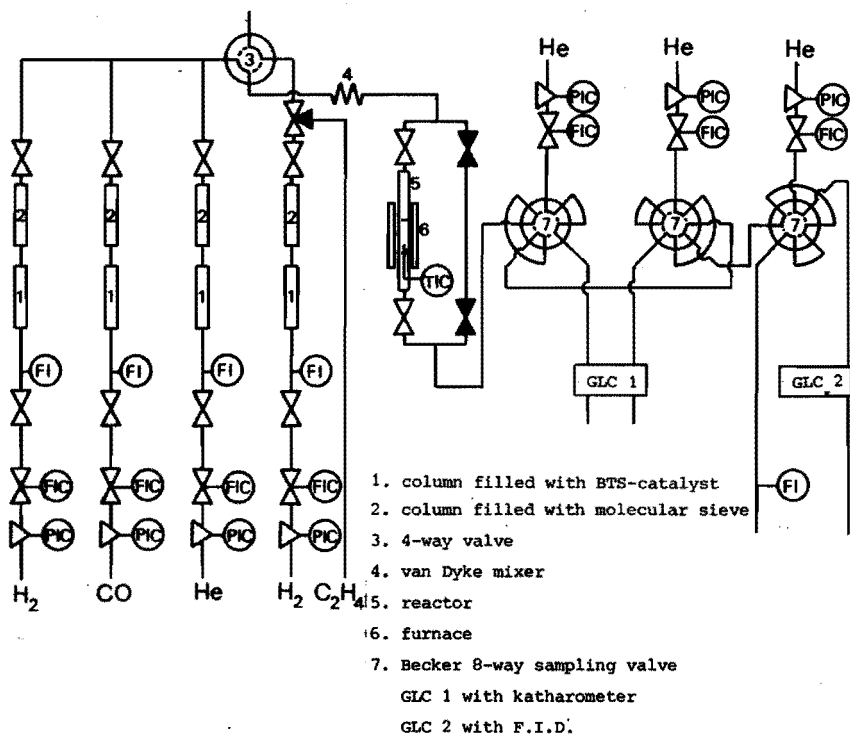 3
4
He
He
He
PIC
PIC
PIC
FIC
FIC
FIC
2
2
2
2
5
6
7
7
7
1
1
1
1
TIC
FI
FI
FI
FI
GLC 1
GLC 2
FIC
FIC
FIC
FIC
FI
PIC
PIC
PIC
PIC
H2
CO
He
H2
C2H4
1. column filled with BTS-catalyst
2. column filled with molecular sieve
3. 4-way valve
4. van Dyke mixer
5. reactor
6. furnace
7. Becker 8-way sampling valve
GLC 1 with katharometer
GLC 2 with F.I.D.